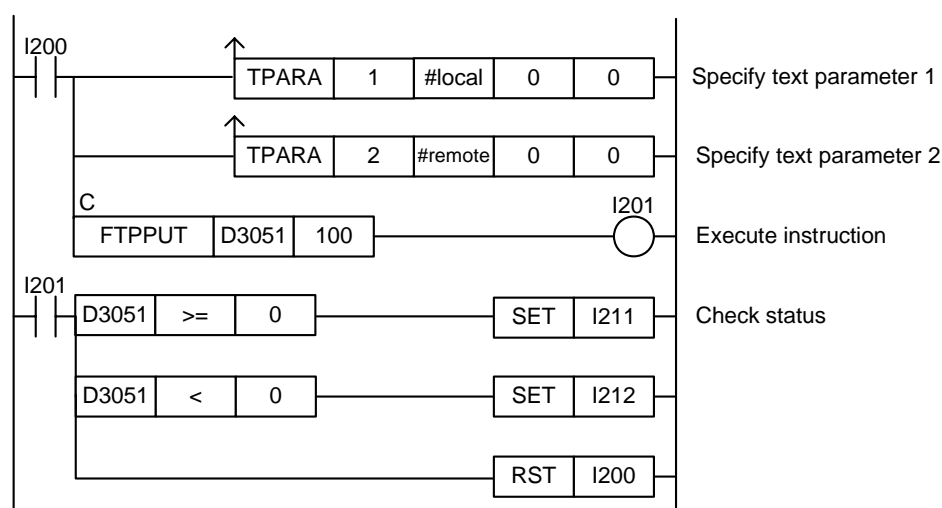 I200
TPARA 1 #local 0 0 Specify text parameter 1
TPARA 2 #remote 0 0 Specify text parameter 2
C I201
FTPPUT D3051 100 Execute instruction
I201
D3051 >= 0 SET I211 Check status
D3051 < 0 SET I212
RST I200